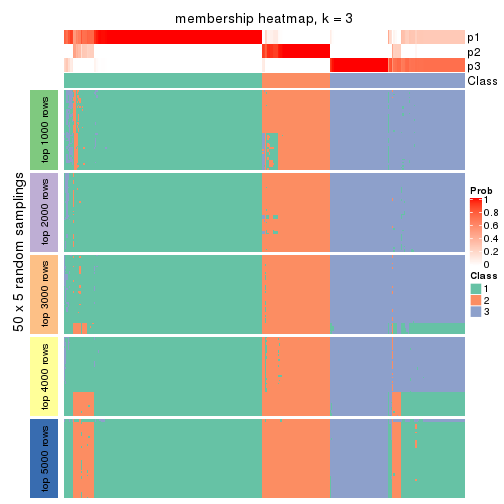 membership heatmap, k = 3
p1
p2
p3
Class
50 x 5 random samplings
top 1000 rows
top 2000 rows
top 3000 rows
top 4000 rows
top 5000 rows
Prob
1
0.8
0.6
0.4
0.2
0
Class
1
2
3